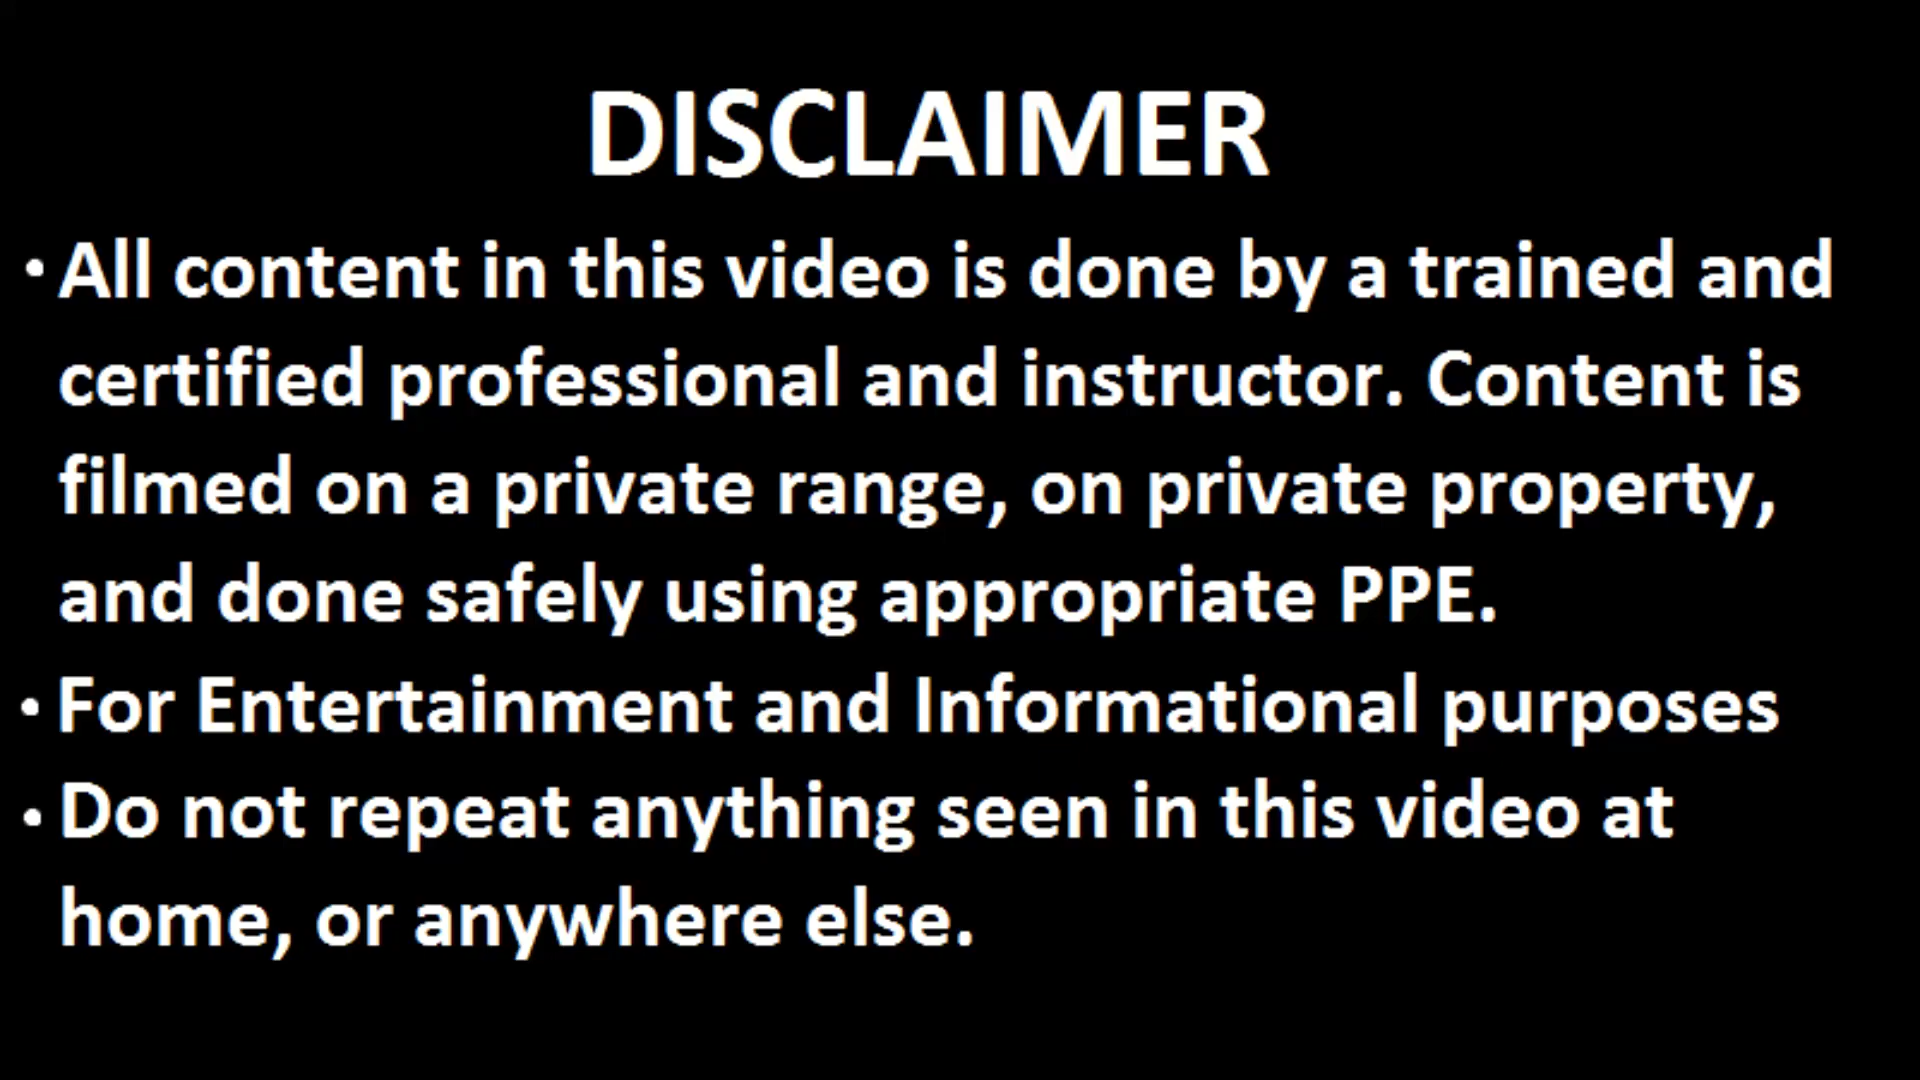 DISCLAIMER
• All content in this video is done by a trained and
certified professional and instructor. Content is
filmed on a private range, on private property,
and done safely using appropriate PPE.
• For Entertainment and Informational purposes
• Do not repeat anything seen in this video at
home, or anywhere else.